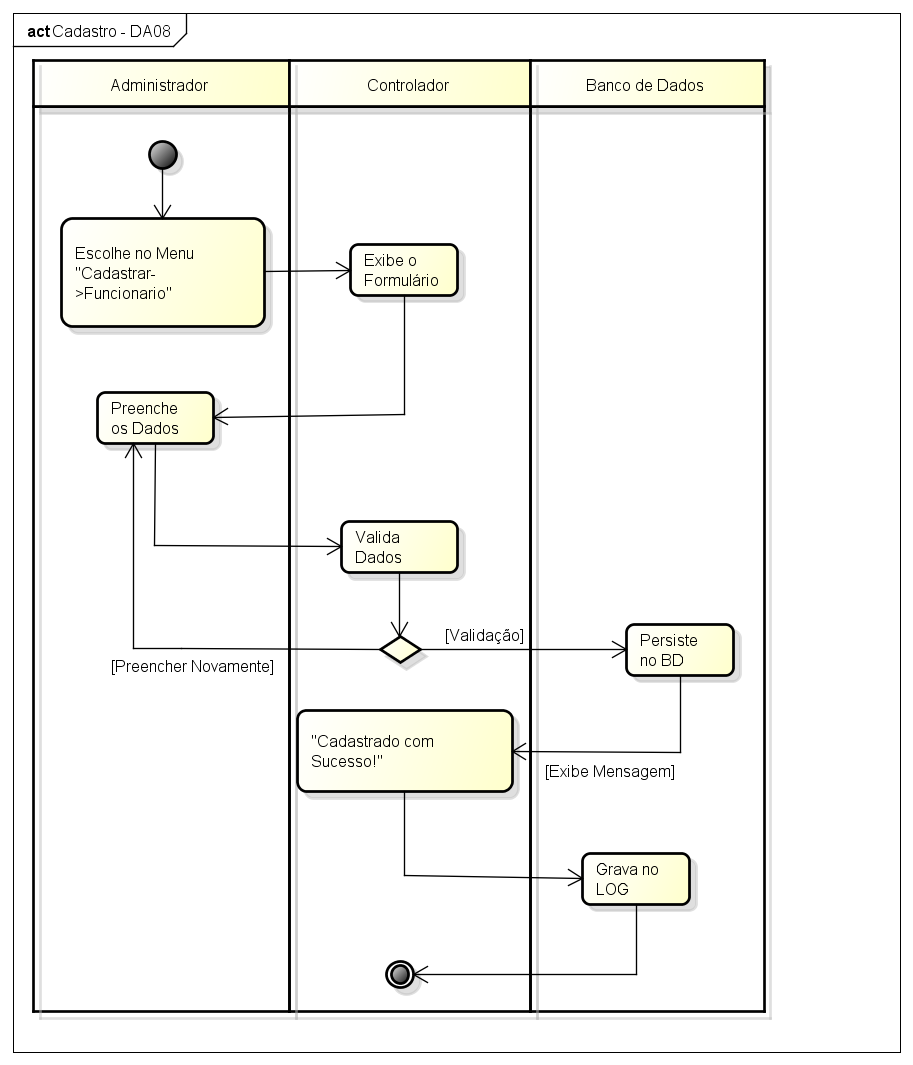 act Cadastro - DA08
Administrador
Controlador
Banco de Dados
Escolhe no Menu
"Cadastrar-
>Funcionario"
Exibe o
Formulário
Preenche
os Dados
Valida
Dados
[Validação]
[Preencher Novamente]
Persiste
no BD
"Cadastrado com
Sucesso!"
[Exibe Mensagem]
Grava no
LOG